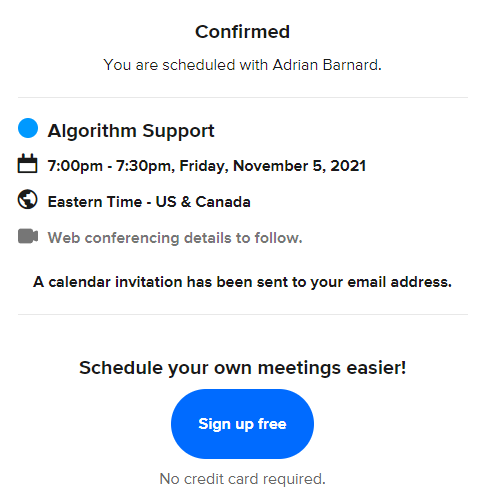 Confirmed
You are scheduled with Adrian Barnard.
Algorithm Support
7:00pm - 7:30pm, Friday, November 5, 2021
Eastern Time - US & Canada
Web conferencing details to follow.
A calendar invitation has been sent to your email address.
Schedule your own meetings easier!
Sign up free
No credit card required.